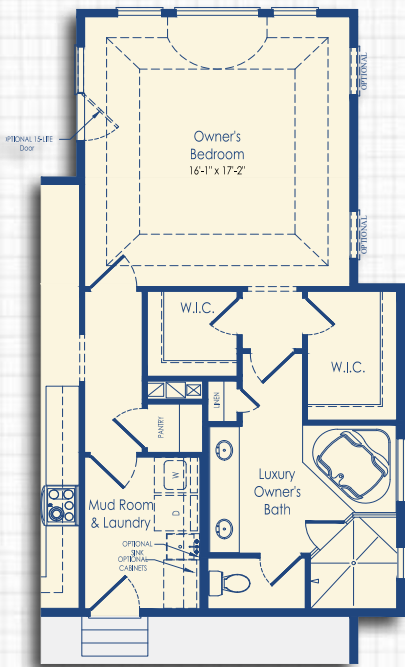 OPTIONAL
OPTIONAL 15-LITE
Door
Owner's
Bedroom
16'-1" x 17'-2"
OPTIONAL
W.I.C.
W.I.C.
LINEN
PANTRY
W
D
Mud Room
& Laundry
Luxury
Owner's
Bath
OPTIONAL
SINK
OPTIONAL
CABINETS